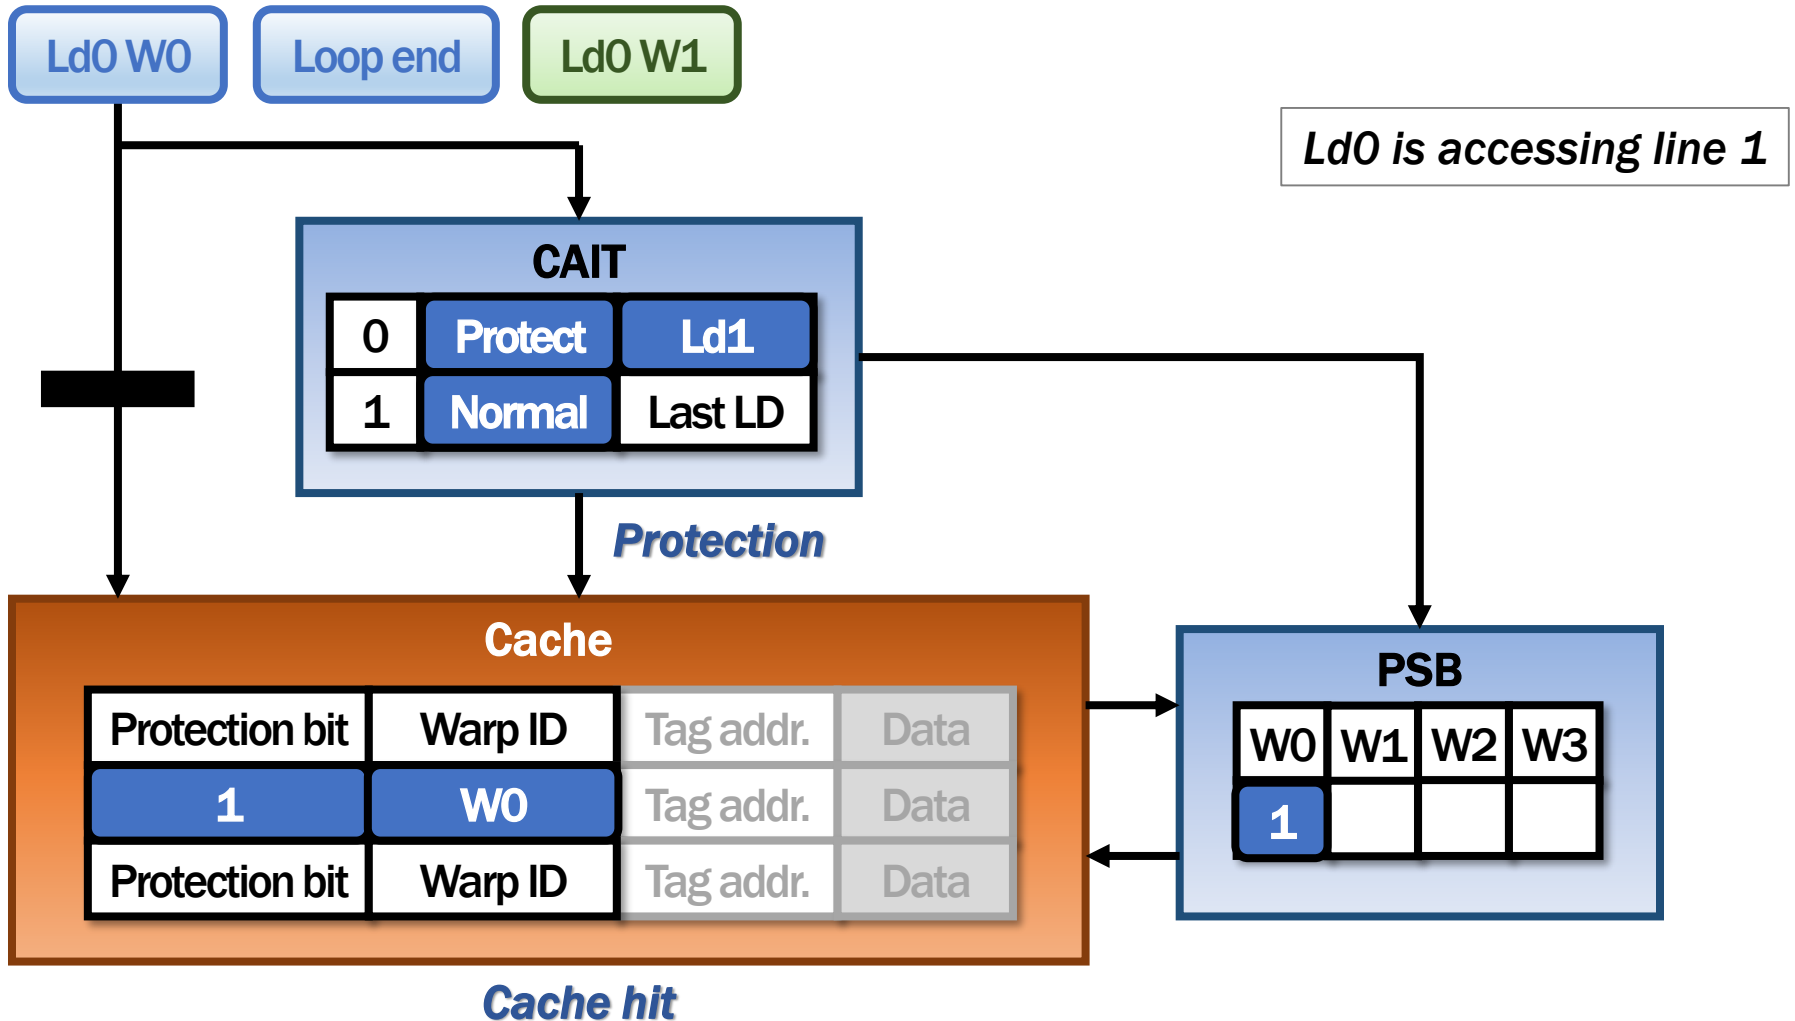 Ld0 W0 Loop end Ld0 W1
Ld0 is accessing line 1
CAIT
0 Protect Ld1
1 Normal Last LD
Protection
Cache
Protection bit Warp ID Tag addr. Data
1 W0 Tag addr. Data
Protection bit Warp ID Tag addr. Data
PSB
W0 W1 W2 W3
1
Cache hit